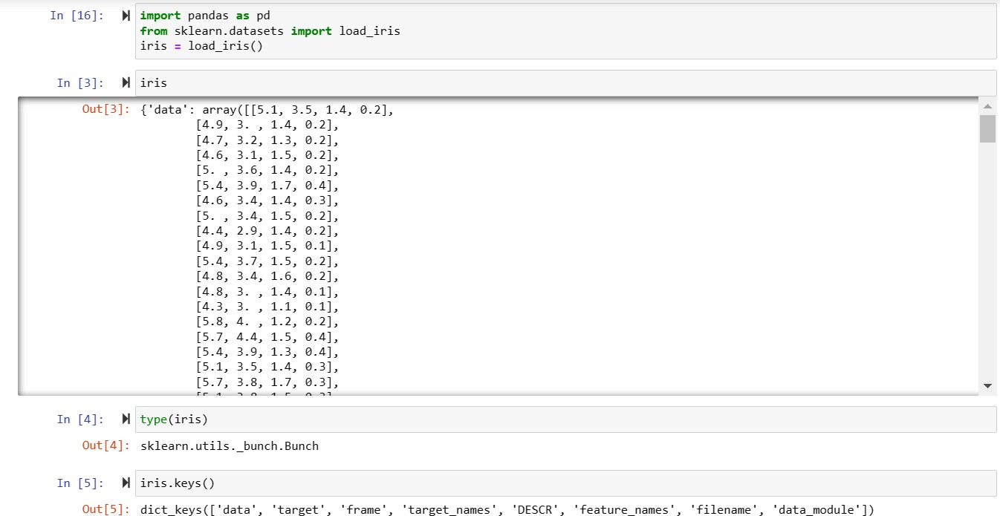 In [16]: import pandas as pd
from sklearn.datasets import load_iris
iris = load_iris()
In [3]: iris
Out[3]: {'data': array([[5.1, 3.5, 1.4, 0.2],
[4.9, 3. , 1.4, 0.2],
[4.7, 3.2, 1.3, 0.2],
[4.6, 3.1, 1.5, 0.2],
[5. , 3.6, 1.4, 0.2],
[5.4, 3.9, 1.7, 0.4],
[4.6, 3.4, 1.4, 0.3],
[5. , 3.4, 1.5, 0.2],
[4.4, 2.9, 1.4, 0.2],
[4.9, 3.1, 1.5, 0.1],
[5.4, 3.7, 1.5, 0.2],
[4.8, 3.4, 1.6, 0.2],
[4.8, 3. , 1.4, 0.1],
[4.3, 3. , 1.1, 0.1],
[5.8, 4. , 1.2, 0.2],
[5.7, 4.4, 1.5, 0.4],
[5.4, 3.9, 1.3, 0.4],
[5.1, 3.5, 1.4, 0.3],
[5.7, 3.8, 1.7, 0.3],
In [4]: type(iris)
Out[4]: sklearn.utils._bunch.Bunch
In [5]: iris.keys()
Out[5]: dict_keys(['data', 'target', 'frame', 'target_names', 'DESCR', 'feature_names', 'filename', 'data_module'])